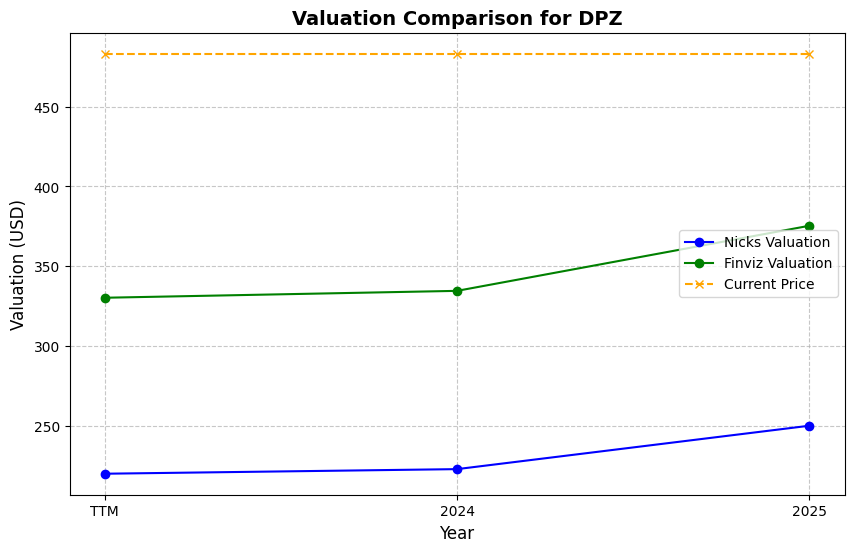 Valuation Comparison for DPZ
Valuation (USD)
450
400
350
300
250
Nicks Valuation
Finviz Valuation
Current Price
TTM
2024
2025
Year